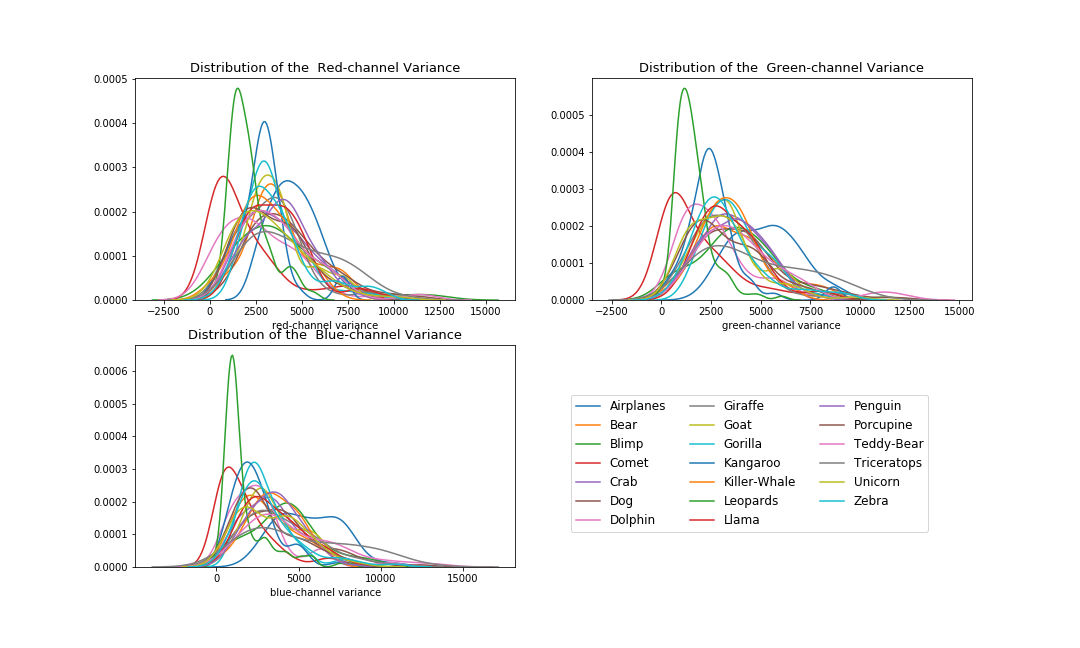 Distribution of the  Red-channel Variance
0.0005
0.0004
0.0003
0.0002
0.0001
0.0000
−2500 0 2500 5000 7500 10000 12500 15000
red-channel variance
Distribution of the  Green-channel Variance
0.0005
0.0004
0.0003
0.0002
0.0001
0.0000
−2500 0 2500 5000 7500 10000 12500 15000
green-channel variance
Distribution of the  Blue-channel Variance
0.0006
0.0005
0.0004
0.0003
0.0002
0.0001
0.0000
0 5000 10000 15000
blue-channel variance
Airplanes Giraffe Penguin
Bear Goat Porcupine
Blimp Gorilla Teddy-Bear
Comet Kangaroo Triceratops
Crab Killer-Whale Unicorn
Dog Leopards Zebra
Dolphin Llama